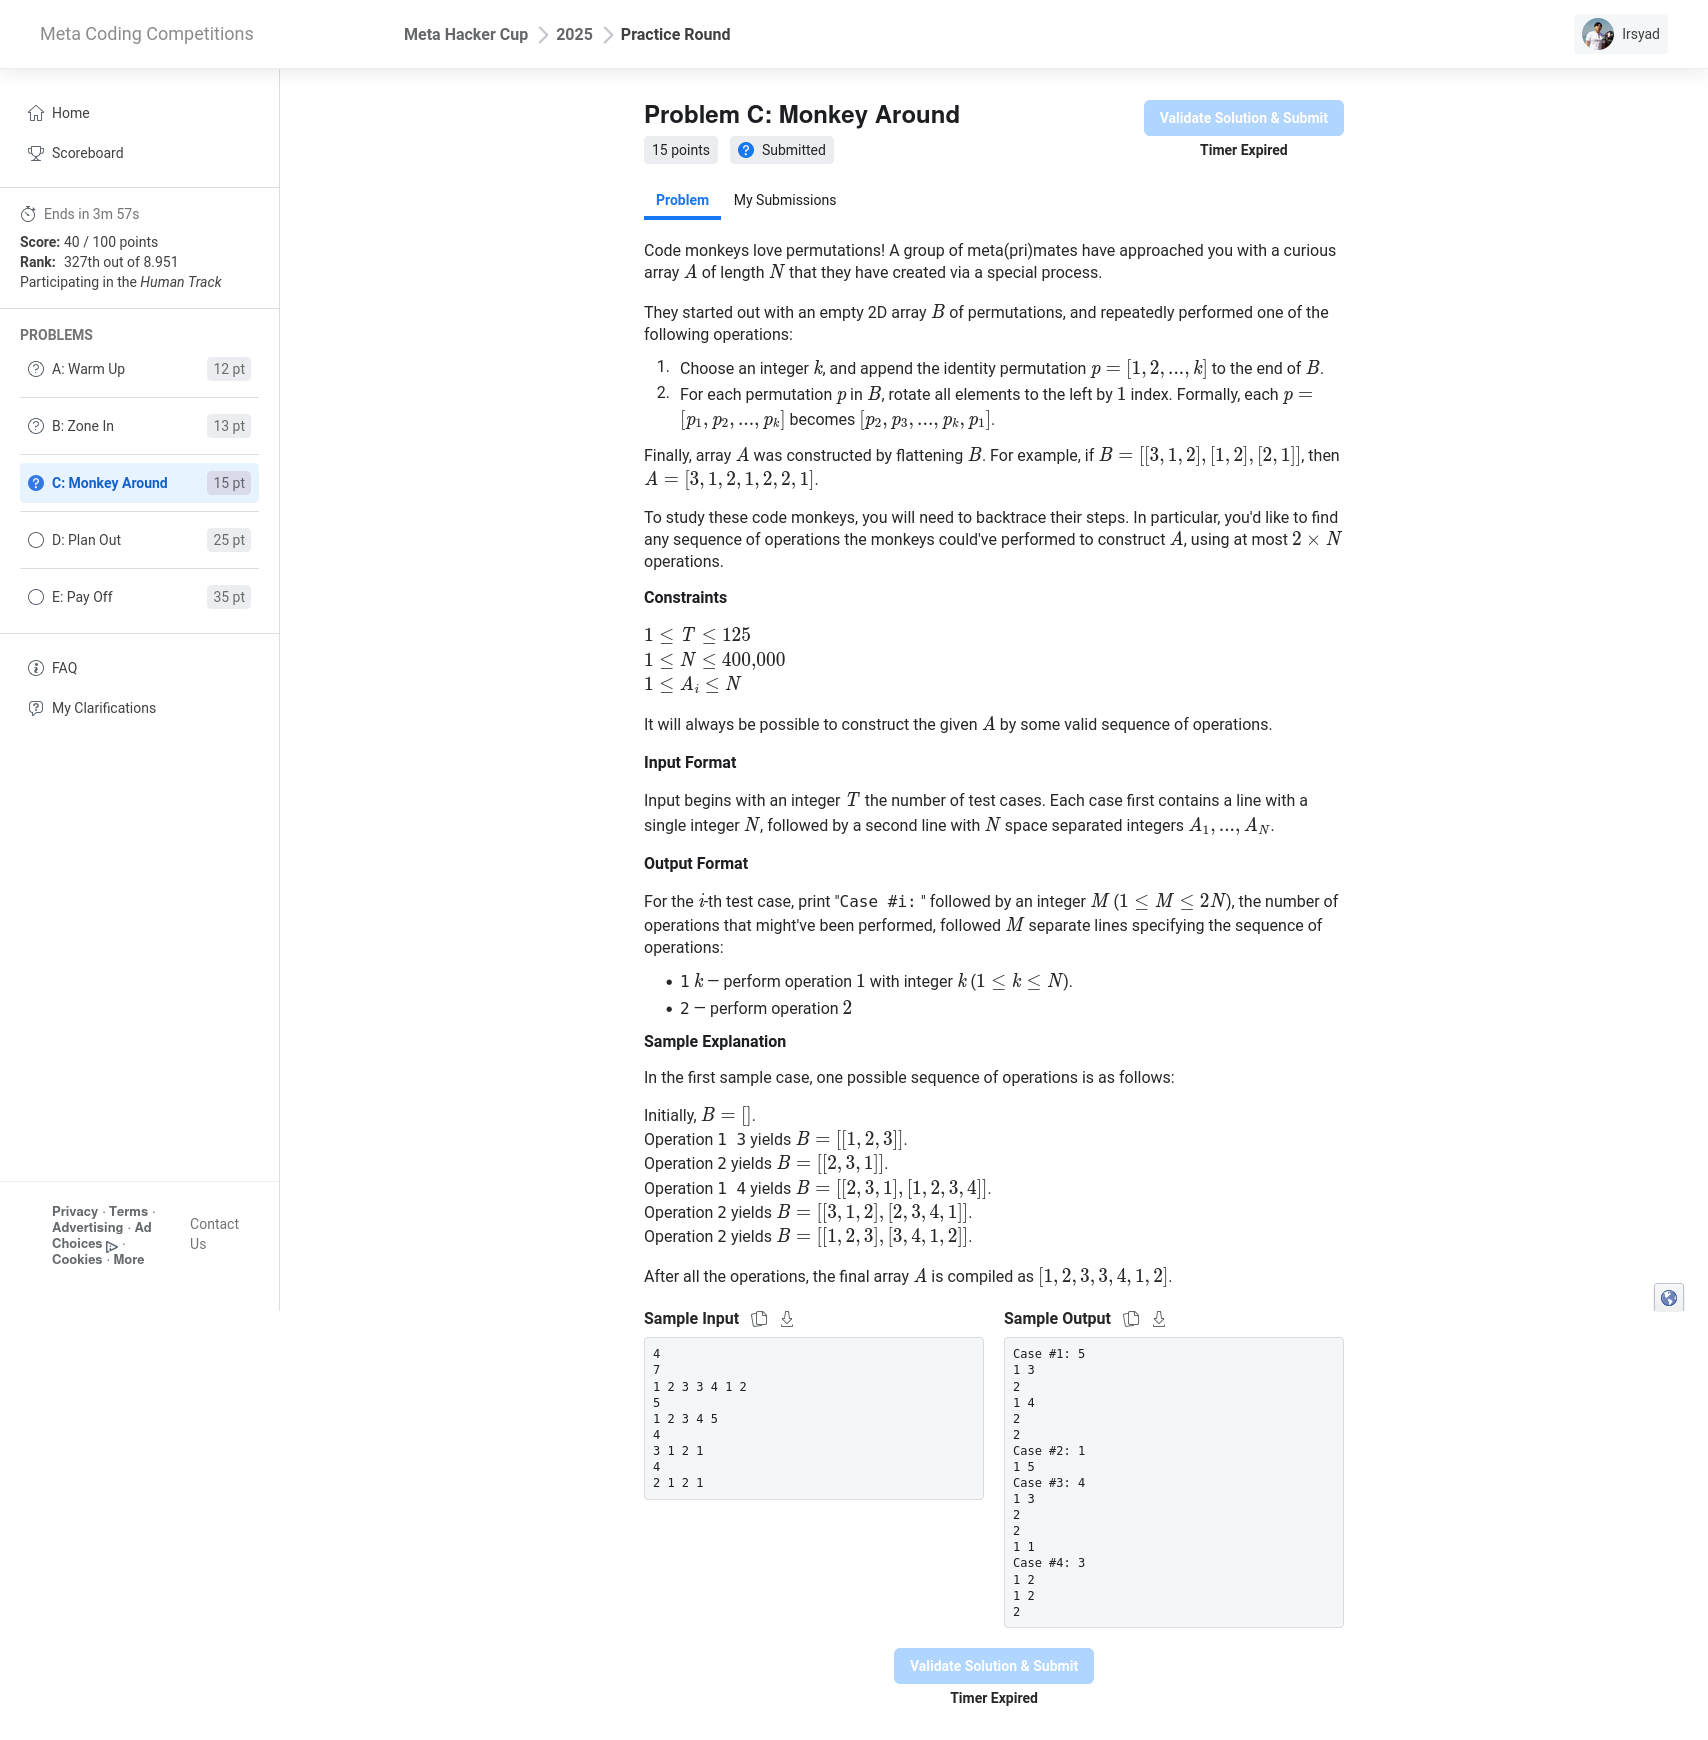 Meta Coding Competitions
Meta Hacker Cup
2025
Practice Round
Irsyad
Home
Scoreboard
Ends in 3m 57s
Score: 40 / 100 points
Rank: 327th out of 8.951
Participating in the Human Track
PROBLEMS
A: Warm Up 12 pt
B: Zone In 13 pt
C: Monkey Around 15 pt
D: Plan Out 25 pt
E: Pay Off 35 pt
FAQ
My Clarifications
Privacy · Terms ·
Advertising · Ad
Choices ·
Cookies · More
Contact
Us
Problem C: Monkey Around
Validate Solution & Submit
15 points
Submitted
Timer Expired
Problem
My Submissions
Code monkeys love permutations! A group of meta(pri)mates have approached you with a curious
array A of length N that they have created via a special process.
They started out with an empty 2D array B of permutations, and repeatedly performed one of the
following operations:
1. Choose an integer k, and append the identity permutation p = [1, 2, ..., k] to the end of B.
2. For each permutation p in B, rotate all elements to the left by 1 index. Formally, each p =
[p₁, p₂, ..., pₖ] becomes [p₂, p₃, ..., pₖ, p₁].
Finally, array A was constructed by flattening B. For example, if B = [[3, 1, 2], [1, 2], [2, 1]], then
A = [3, 1, 2, 1, 2, 2, 1].
To study these code monkeys, you will need to backtrace their steps. In particular, you'd like to find
any sequence of operations the monkeys could've performed to construct A, using at most 2 × N
operations.
Constraints
1 ≤ T ≤ 125
1 ≤ N ≤ 400,000
1 ≤ Aᵢ ≤ N
It will always be possible to construct the given A by some valid sequence of operations.
Input Format
Input begins with an integer T the number of test cases. Each case first contains a line with a
single integer N, followed by a second line with N space separated integers A₁, ..., A_N.
Output Format
For the i-th test case, print "Case #i: " followed by an integer M (1 ≤ M ≤ 2N), the number of
operations that might've been performed, followed M separate lines specifying the sequence of
operations:
• 1 k – perform operation 1 with integer k (1 ≤ k ≤ N).
• 2 – perform operation 2
Sample Explanation
In the first sample case, one possible sequence of operations is as follows:
Initially, B = [].
Operation 1 3 yields B = [[1, 2, 3]].
Operation 2 yields B = [[2, 3, 1]].
Operation 1 4 yields B = [[2, 3, 1], [1, 2, 3, 4]].
Operation 2 yields B = [[3, 1, 2], [2, 3, 4, 1]].
Operation 2 yields B = [[1, 2, 3], [3, 4, 1, 2]].
After all the operations, the final array A is compiled as [1, 2, 3, 3, 4, 1, 2].
Sample Input
4
7
1 2 3 3 4 1 2
5
1 2 3 4 5
4
3 1 2 1
4
2 1 2 1
Sample Output
Case #1: 5
1 3
2
1 4
2
2
Case #2: 1
1 5
Case #3: 4
1 3
2
2
1 1
Case #4: 3
1 2
1 2
2
Validate Solution & Submit
Timer Expired